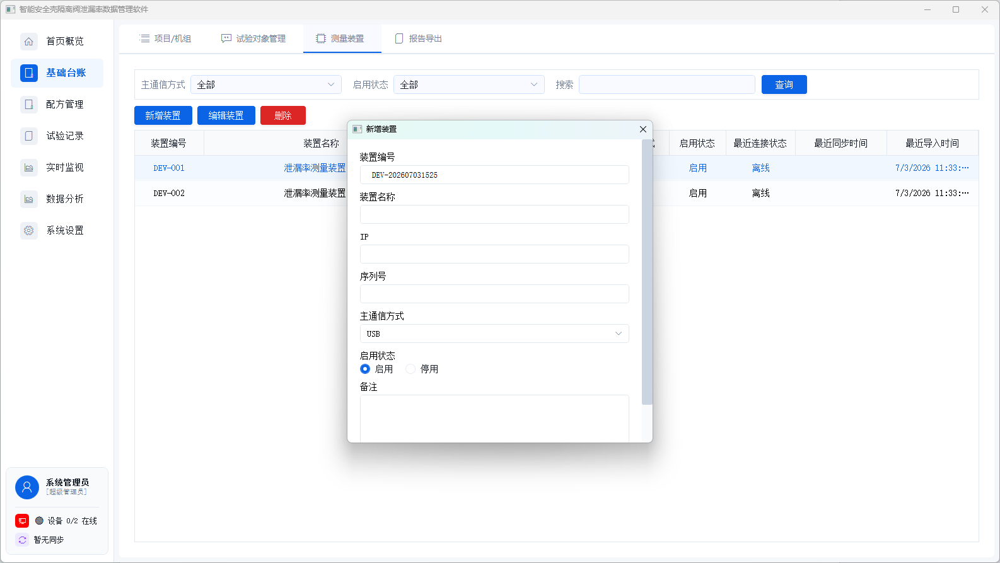 智能安全壳隔离阀泄漏率数据管理软件
首页概览
基础台账
配方管理
试验记录
实时监视
数据分析
系统设置
项目/机组
试验对象管理
测量装置
报告导出
主通信方式 全部 启用状态 全部 搜索 查询
新增装置 编辑装置 删除
装置编号 装置名称 启用状态 最近连接状态 最近同步时间 最近导入时间
DEV-001 泄漏率测量装置 启用 离线 7/3/2026 11:33:…
DEV-002 泄漏率测量装置 启用 离线 7/3/2026 11:33:…
新增装置
装置编号
DEV-202607031525
装置名称
IP
序列号
主通信方式
USB
启用状态
启用 停用
备注
系统管理员
[超级管理员]
设备 0/2 在线
暂无同步